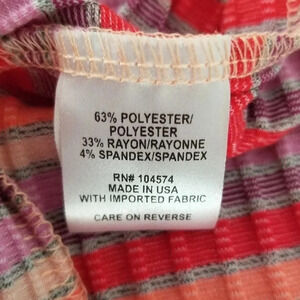 63% POLYESTER/
POLYESTER
33% RAYON/RAYONNE
4% SPANDEX/SPANDEX
RN# 104574
MADE IN USA
WITH IMPORTED FABRIC
CARE ON REVERSE